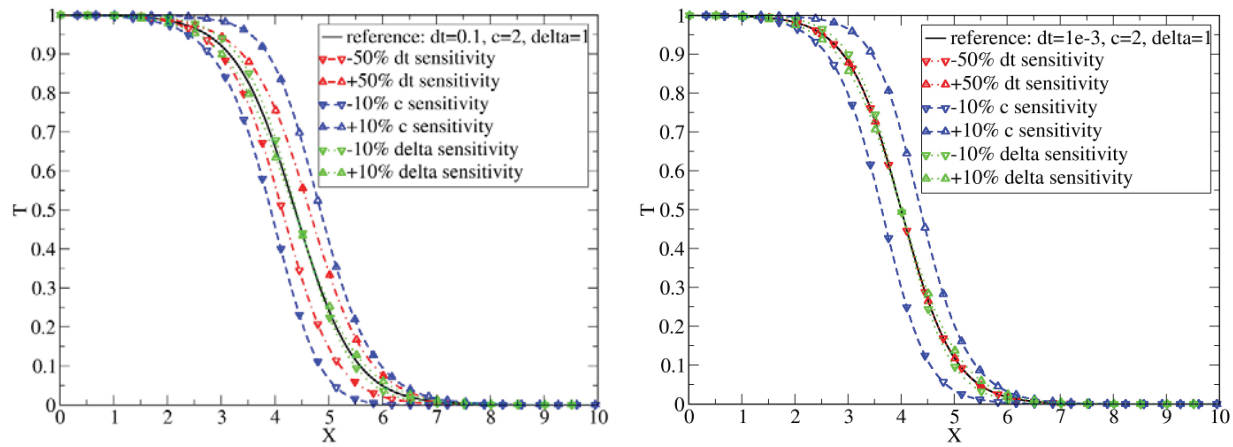 1
0.9
0.8
0.7
0.6
0.5
0.4
0.3
0.2
0.1
0
T
reference: dt=0.1, c=2, delta=1
-50% dt sensitivity
+50% dt sensitivity
-10% c sensitivity
+10% c sensitivity
-10% delta sensitivity
+10% delta sensitivity
0 1 2 3 4 5 6 7 8 9 10
X
1
0.9
0.8
0.7
0.6
0.5
0.4
0.3
0.2
0.1
0
T
reference: dt=1e-3, c=2, delta=1
-50% dt sensitivity
+50% dt sensitivity
-10% c sensitivity
+10% c sensitivity
-10% delta sensitivity
+10% delta sensitivity
0 1 2 3 4 5 6 7 8 9 10
X